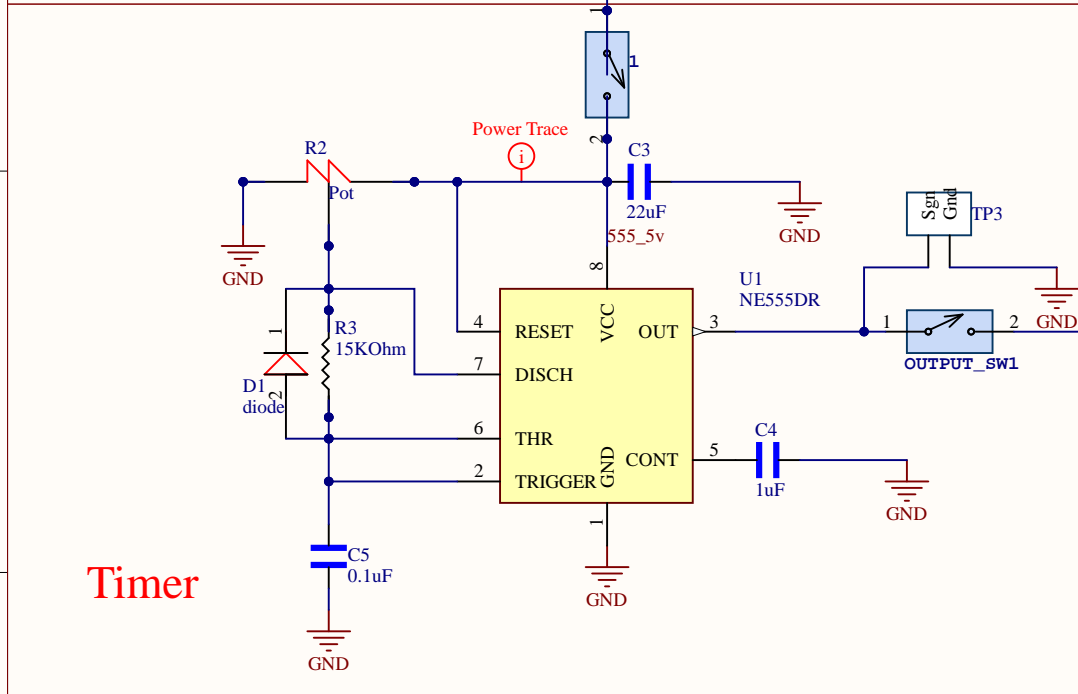 1
1
2
Power Trace
i
R2
Pot
GND
C3
22uF
GND
555_5v
8
U1
NE555DR
Sgn
Gnd
TP3
GND
1
2
OUTPUT_SW1
4
RESET
VCC
OUT
3
7
DISCH
6
THR
2
TRIGGER
GND
CONT
5
1
GND
1
D1
2
diode
R3
15KOhm
C4
1uF
GND
C5
0.1uF
GND
Timer